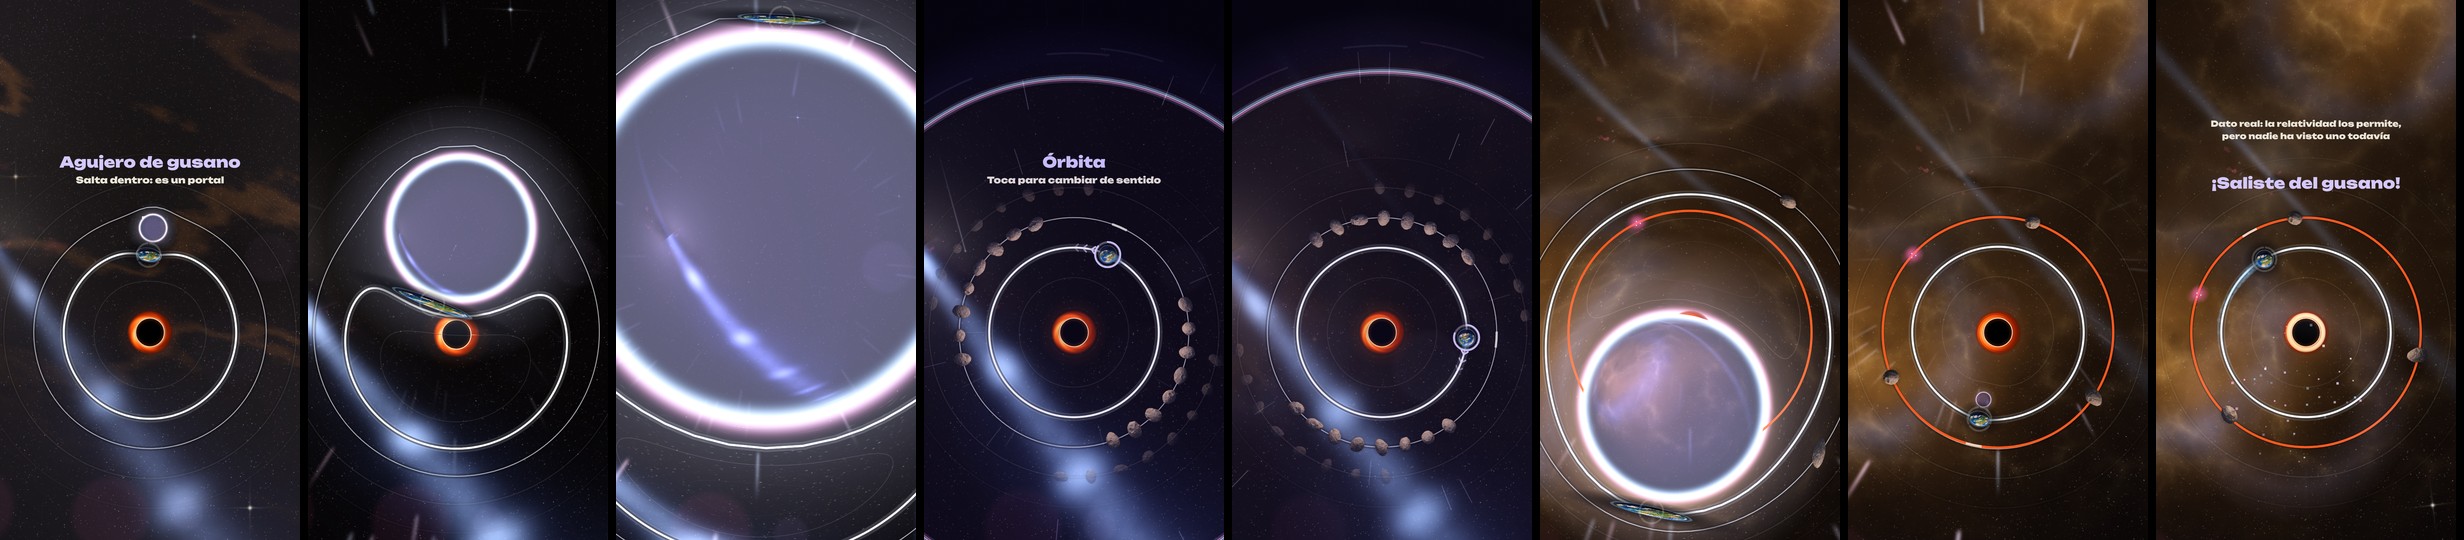 Agujero de gusano
Salta dentro: es un portal
Órbita
Toca para cambiar de sentido
Dato real: la relatividad los permite,
pero nadie ha visto uno todavía
¡Saliste del gusano!